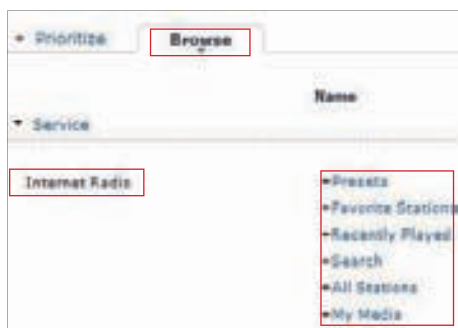 Prioritize Browse
Name
Service
Internet Radio
Presets
Favorite Stations
Recently Played
Search
All Stations
My Media